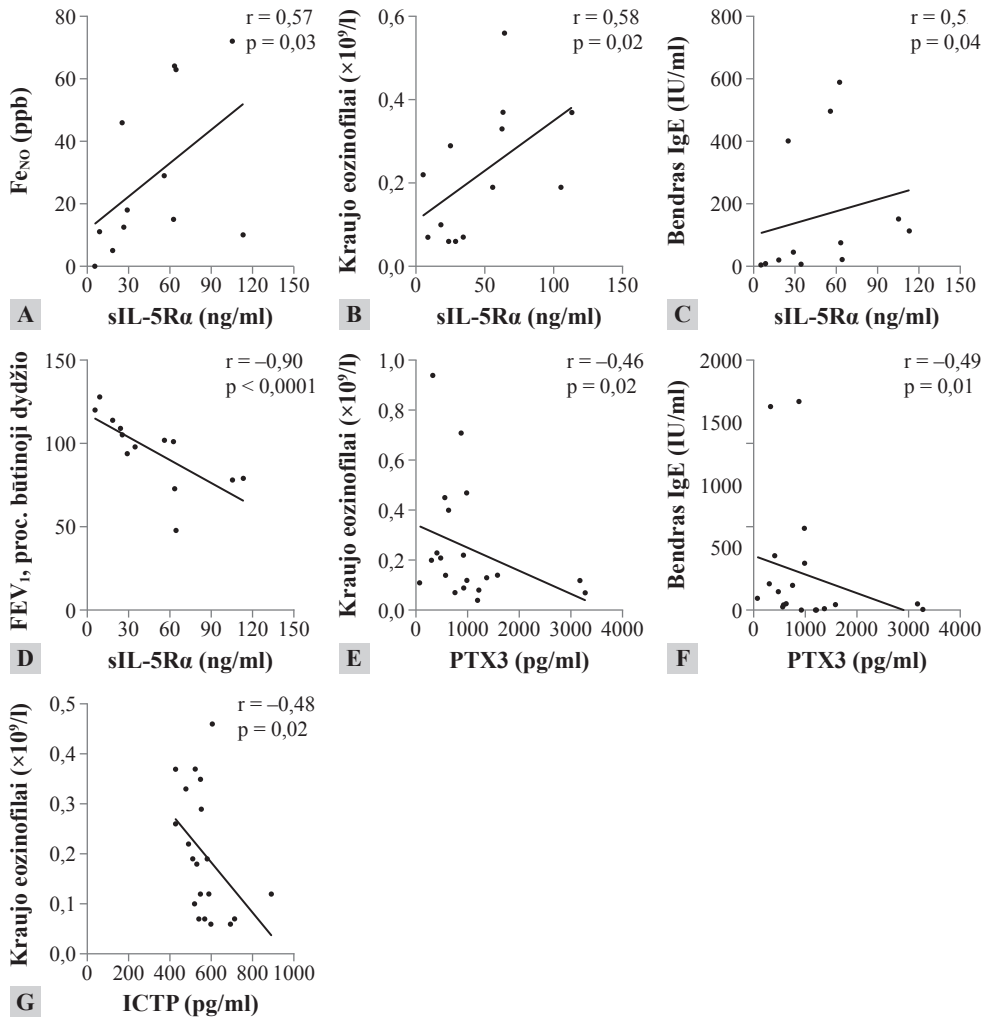 r = 0,57
p = 0,03
80
60
40
20
0
FeNO (ppb)
0 30 60 90 120 150
A sIL-5Rα (ng/ml)
r = 0,58
p = 0,02
0,6
0,4
0,2
0,0
Kraujo eozinofilai (×10⁹/l)
0 50 100 150
B sIL-5Rα (ng/ml)
r = 0,5
p = 0,04
800
600
400
200
0
Bendras IgE (IU/ml)
0 30 60 90 120 150
C sIL-5Rα (ng/ml)
r = –0,90
p < 0,0001
150
100
50
0
FEV₁, proc. būtinoji dydžio
0 30 60 90 120 150
D sIL-5Rα (ng/ml)
r = –0,46
p = 0,02
1,0
0,8
0,6
0,4
0,2
0,0
Kraujo eozinofilai (×10⁹/l)
0 1000 2000 3000 4000
E PTX3 (pg/ml)
r = –0,49
p = 0,01
2000
1500
1000
500
0
Bendras IgE (IU/ml)
0 1000 2000 3000 4000
F PTX3 (pg/ml)
r = –0,48
p = 0,02
0,5
0,4
0,3
0,2
0,1
0,0
Kraujo eozinofilai (×10⁹/l)
0 200 400 600 800 1000
G ICTP (pg/ml)